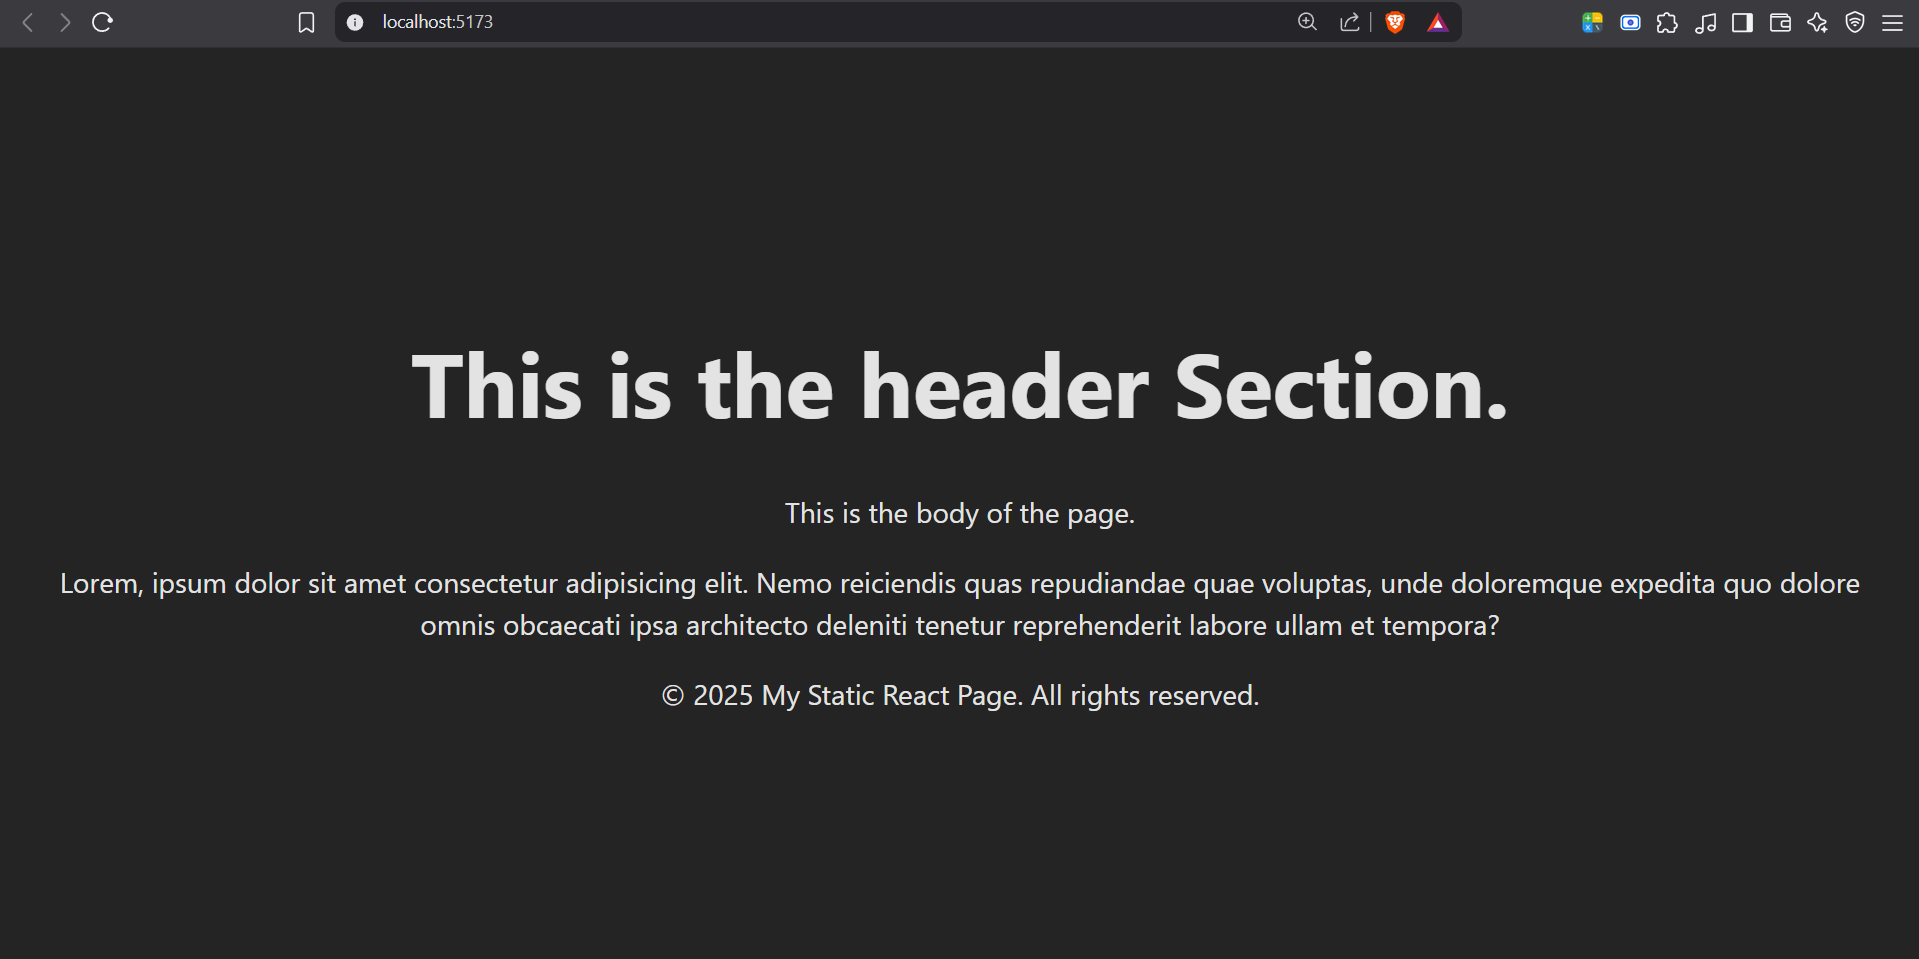 localhost:5173
This is the header Section.
This is the body of the page.
Lorem, ipsum dolor sit amet consectetur adipisicing elit. Nemo reiciendis quas repudiandae quae voluptas, unde doloremque expedita quo dolore
omnis obcaecati ipsa architecto deleniti tenetur reprehenderit labore ullam et tempora?
© 2025 My Static React Page. All rights reserved.